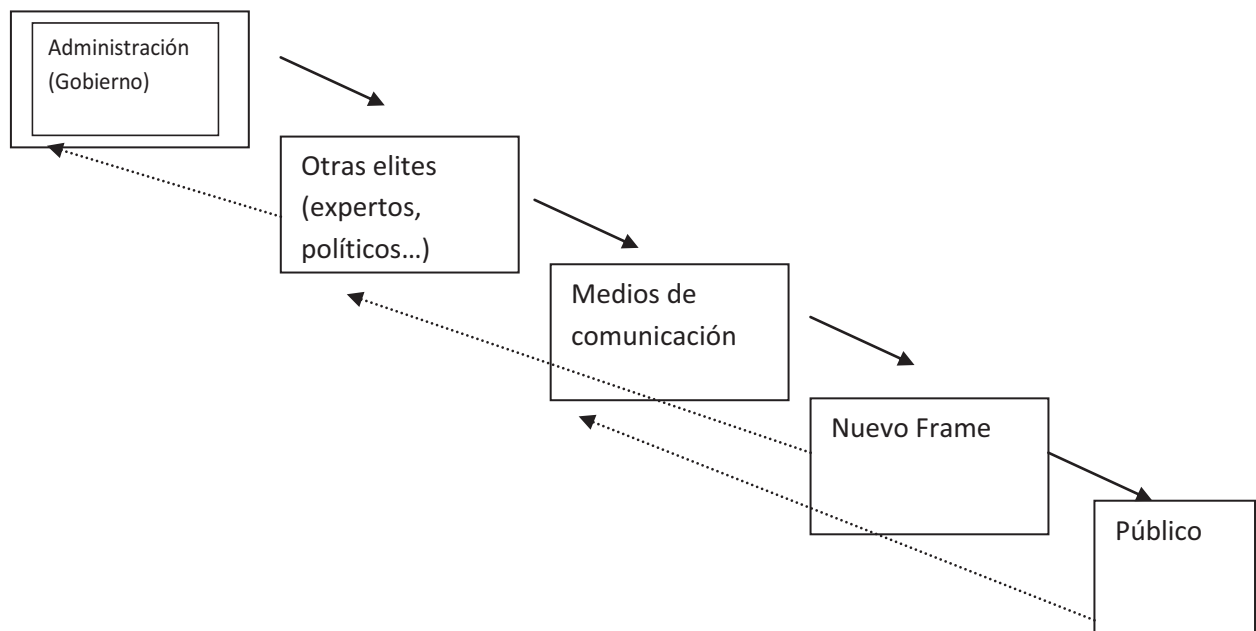 Administración
(Gobierno)
Otras elites
(expertos,
políticos…)
Medios de
comunicación
Nuevo Frame
Público